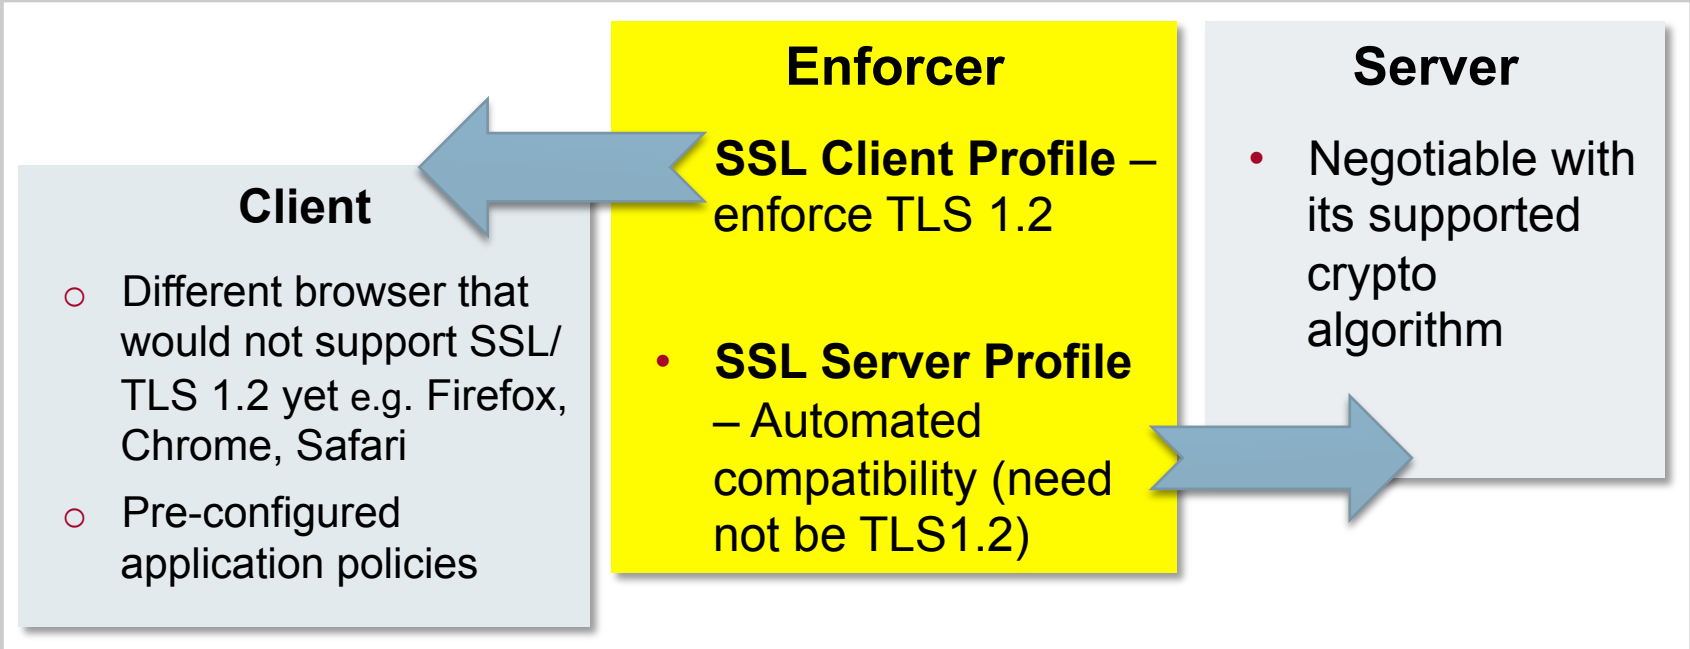 Client
○ Different browser that
would not support SSL/
TLS 1.2 yet e.g. Firefox,
Chrome, Safari
○ Pre-configured
application policies
Enforcer
SSL Client Profile –
enforce TLS 1.2
• SSL Server Profile
– Automated
compatibility (need
not be TLS1.2)
Server
• Negotiable with
its supported
crypto
algorithm